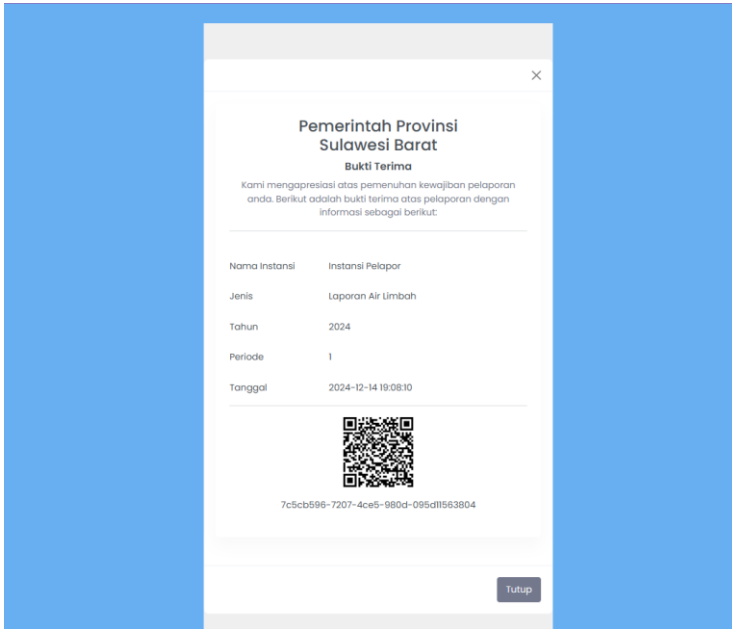 Pemerintah Provinsi
Sulawesi Barat
Bukti Terima
Kami mengapresiasi atas pemenuhan kewajiban pelaporan
anda. Berikut adalah bukti terima atas pelaporan dengan
informasi sebagai berikut:
Nama Instansi Instansi Pelapor
Jenis Laporan Air Limbah
Tahun 2024
Periode 1
Tanggal 2024-12-14 19:08:10
7c5cb596-7207-4ce5-980d-095d11563804
Tutup